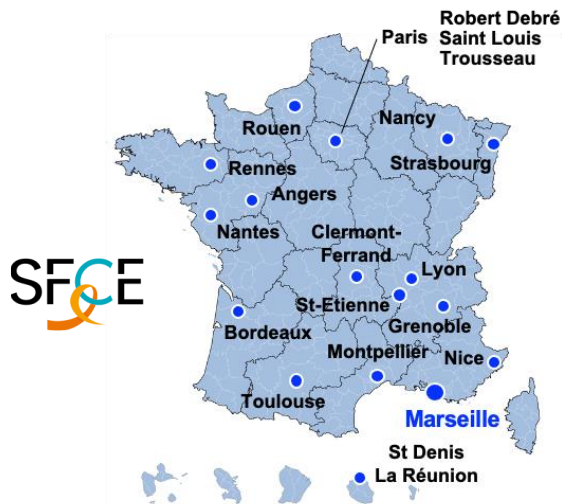 Robert Debré
Paris
Saint Louis
Trousseau
Nancy
Rouen
Strasbourg
Rennes
Angers
Nantes
Clermont-
Ferrand
Lyon
SFCE
St-Etienne
Grenoble
Bordeaux
Montpellier
Nice
Toulouse
Marseille
St Denis
La Réunion